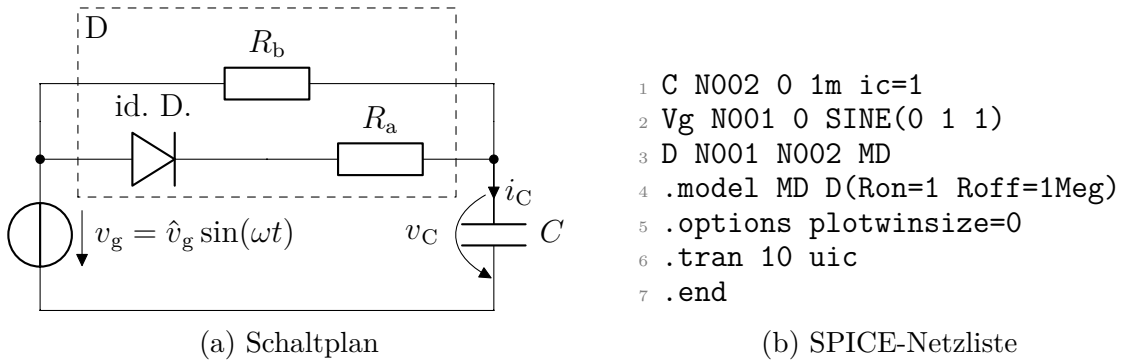 D
R_b
id. D.
R_a
i_C
v_g = v̂_g sin(ωt)
v_C
C
(a) Schaltplan
1 C N002 0 1m ic=1
2 Vg N001 0 SINE(0 1 1)
3 D N001 N002 MD
4 .model MD D(Ron=1 Roff=1Meg)
5 .options plotwinsize=0
6 .tran 10 uic
7 .end
(b) SPICE-Netzliste